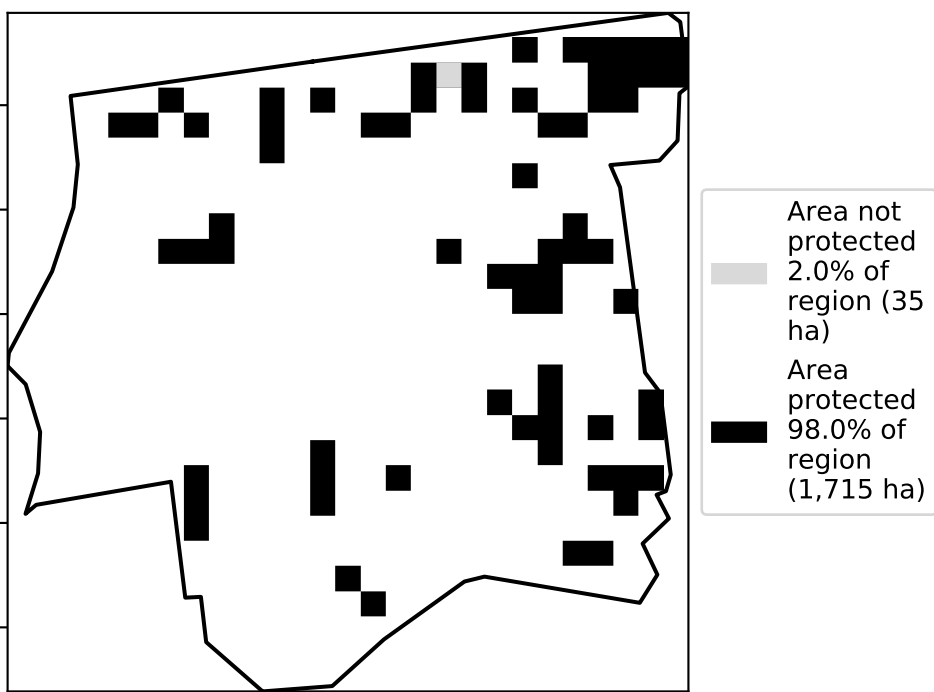 Area not
protected
2.0% of
region (35
ha)
Area
protected
98.0% of
region
(1,715 ha)